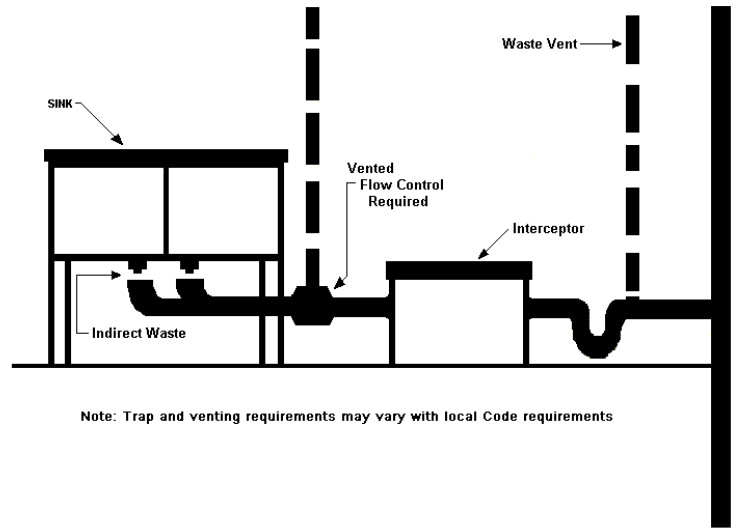 Waste Vent
SINK
Vented
Flow Control
Required
Interceptor
Indirect Waste
Note: Trap and venting requirements may vary with local Code requirements